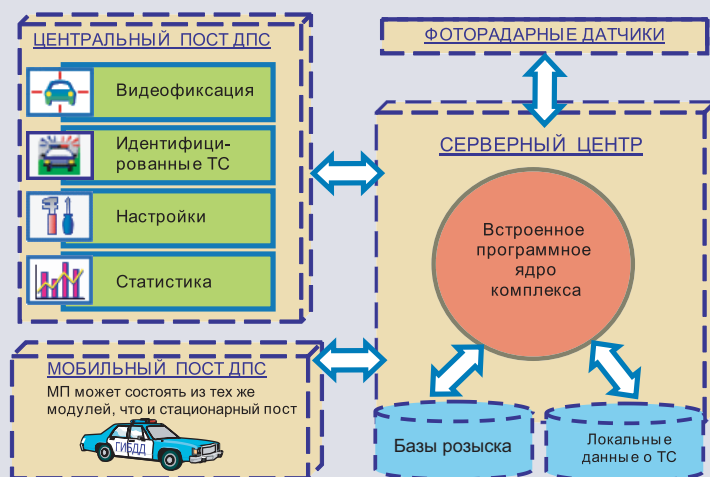 ЦЕНТРАЛЬНЫЙ ПОСТ ДПС
Видеофиксация
Идентифици-
рованные ТС
Настройки
Статистика
ФОТОРАДАРНЫЕ ДАТЧИКИ
СЕРВЕРНЫЙ ЦЕНТР
Встроенное
программное
ядро
комплекса
МОБИЛЬНЫЙ ПОСТ ДПС
МП может состоять из тех же
модулей, что и стационарный пост
ГИБДД
Базы розыска
Локальные
данные о ТС